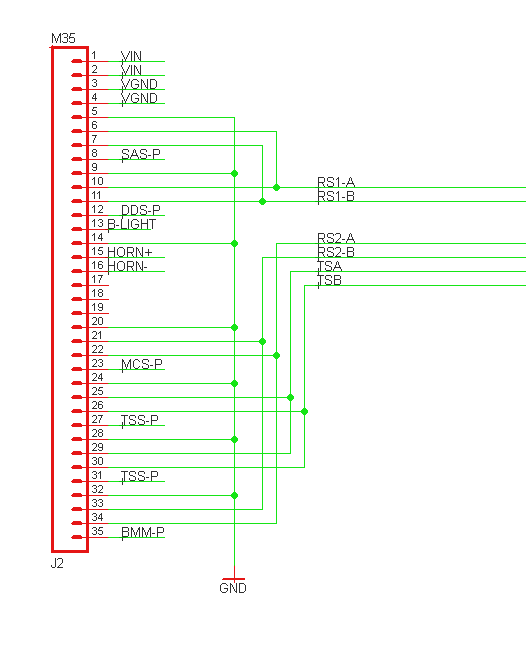 M35
1 VIN
2 VIN
3 VGND
4 VGND
5
6
7
8 SAS-P
9
10 RS1-A
11 RS1-B
12 DDS-P
13 B-LIGHT
14 RS2-A
15 HORN+ RS2-B
16 HORN- TSA
17 TSB
18
19
20
21
22
23 MCS-P
24
25
26
27 TSS-P
28
29
30
31 TSS-P
32
33
34
35 BMM-P
J2
GND